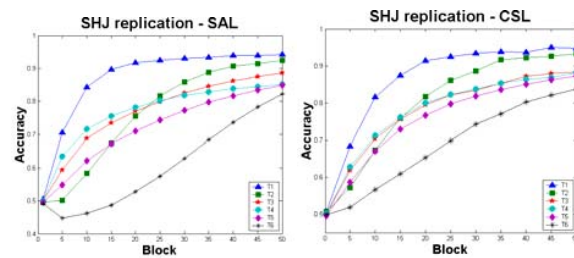 SHJ replication - SAL
Accuracy
1
0.9
0.8
0.7
0.6
0.5
0.4
0 5 10 15 20 25 30 35 40 45 50
Block
T1
T2
T3
T4
T5
T6
SHJ replication - CSL
Accuracy
1
0.9
0.8
0.7
0.6
0.5
0 5 10 15 20 25 30 35 40 45
Block
T1
T2
T3
T4
T5
T6